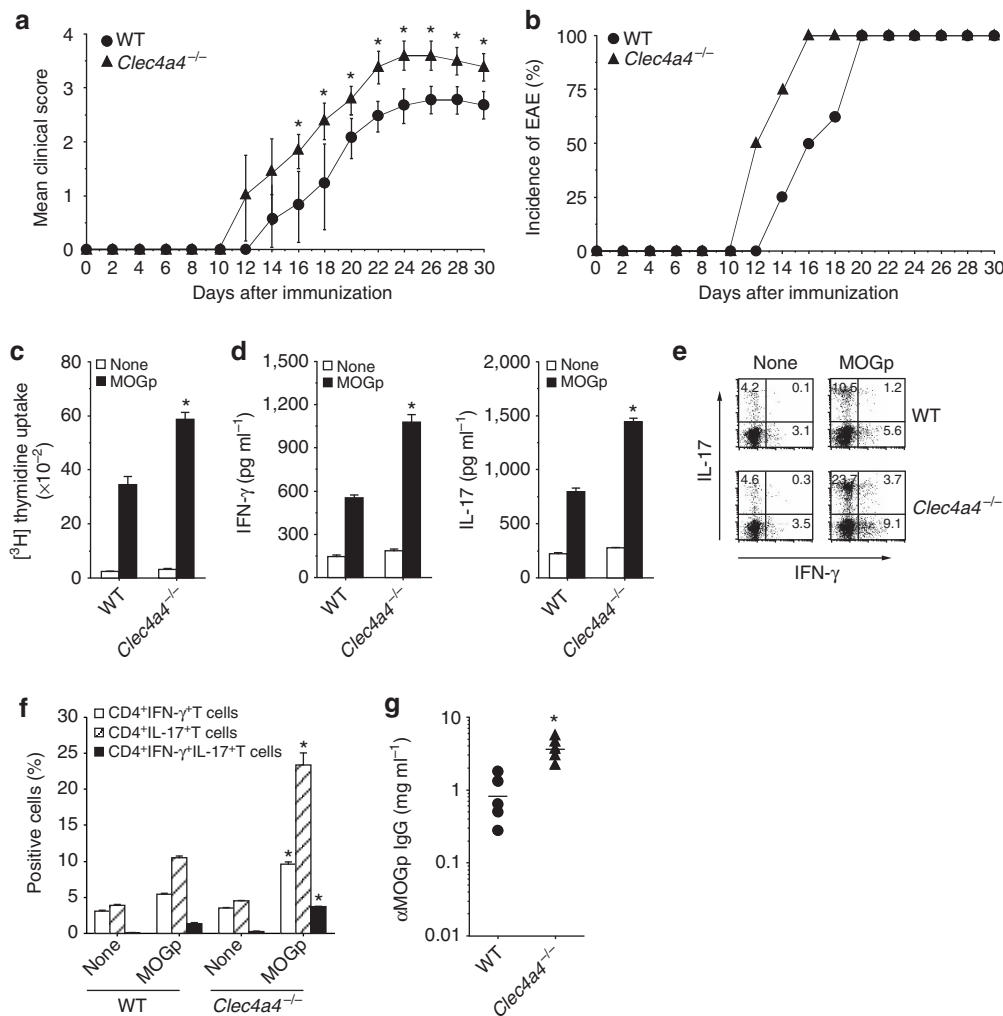 a
WT
Clec4a4⁻/⁻
Mean clinical score
4
3
2
1
0
* * * * * * * *
0 2 4 6 8 10 12 14 16 18 20 22 24 26 28 30
Days after immunization
b
WT
Clec4a4⁻/⁻
Incidence of EAE (%)
100
75
50
25
0
0 2 4 6 8 10 12 14 16 18 20 22 24 26 28 30
Days after immunization
c
None
MOGp
[³H] thymidine uptake
(×10⁻²)
80
60
40
20
0
*
WT
Clec4a4⁻/⁻
d
None
MOGp
IFN-γ (pg ml⁻¹)
1,500
1,200
900
600
300
0
*
WT
Clec4a4⁻/⁻
None
MOGp
IL-17 (pg ml⁻¹)
2,000
1,500
1,000
500
0
*
WT
Clec4a4⁻/⁻
e
None MOGp
4.2 0.1 10.5 1.2
3.1 5.6
WT
4.6 0.3 23.7 3.7
3.5 9.1
Clec4a4⁻/⁻
IL-17
IFN-γ
f
CD4⁺IFN-γ⁺T cells
CD4⁺IL-17⁺T cells
CD4⁺IFN-γ⁺IL-17⁺T cells
Positive cells (%)
30
25
20
15
10
5
0
* * *
None MOGp None MOGp
WT Clec4a4⁻/⁻
g
αMOGp IgG (mg ml⁻¹)
10
1
0.1
0.01
*
WT
Clec4a4⁻/⁻